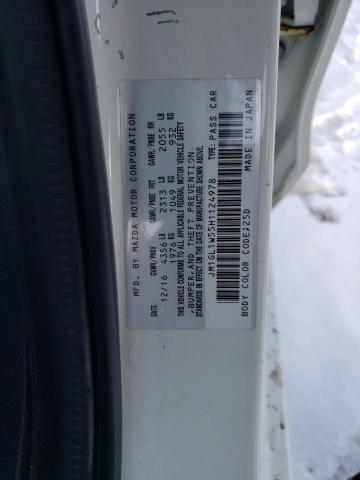 MFD. BY MAZDA MOTOR CORPORATION
DATE GVWR/PNBV GAWR/PNBE FRT GAWR/PNBE RR
12/16 4356 LB 2313 LB 2055 LB
1976 KG 1049 KG 932 KG
THIS VEHICLE CONFORMS TO ALL APPLICABLE FEDERAL MOTOR VEHICLE SAFETY
,BUMPER,AND THEFT PREVENTION STANDARDS IN EFFECT ON THE DATE OF MANUFACTURE SHOWN ABOVE.
JM1GL1W55H1124978 TYPE: PASS CAR
BODY COLOR CODE:25D MADE IN JAPAN